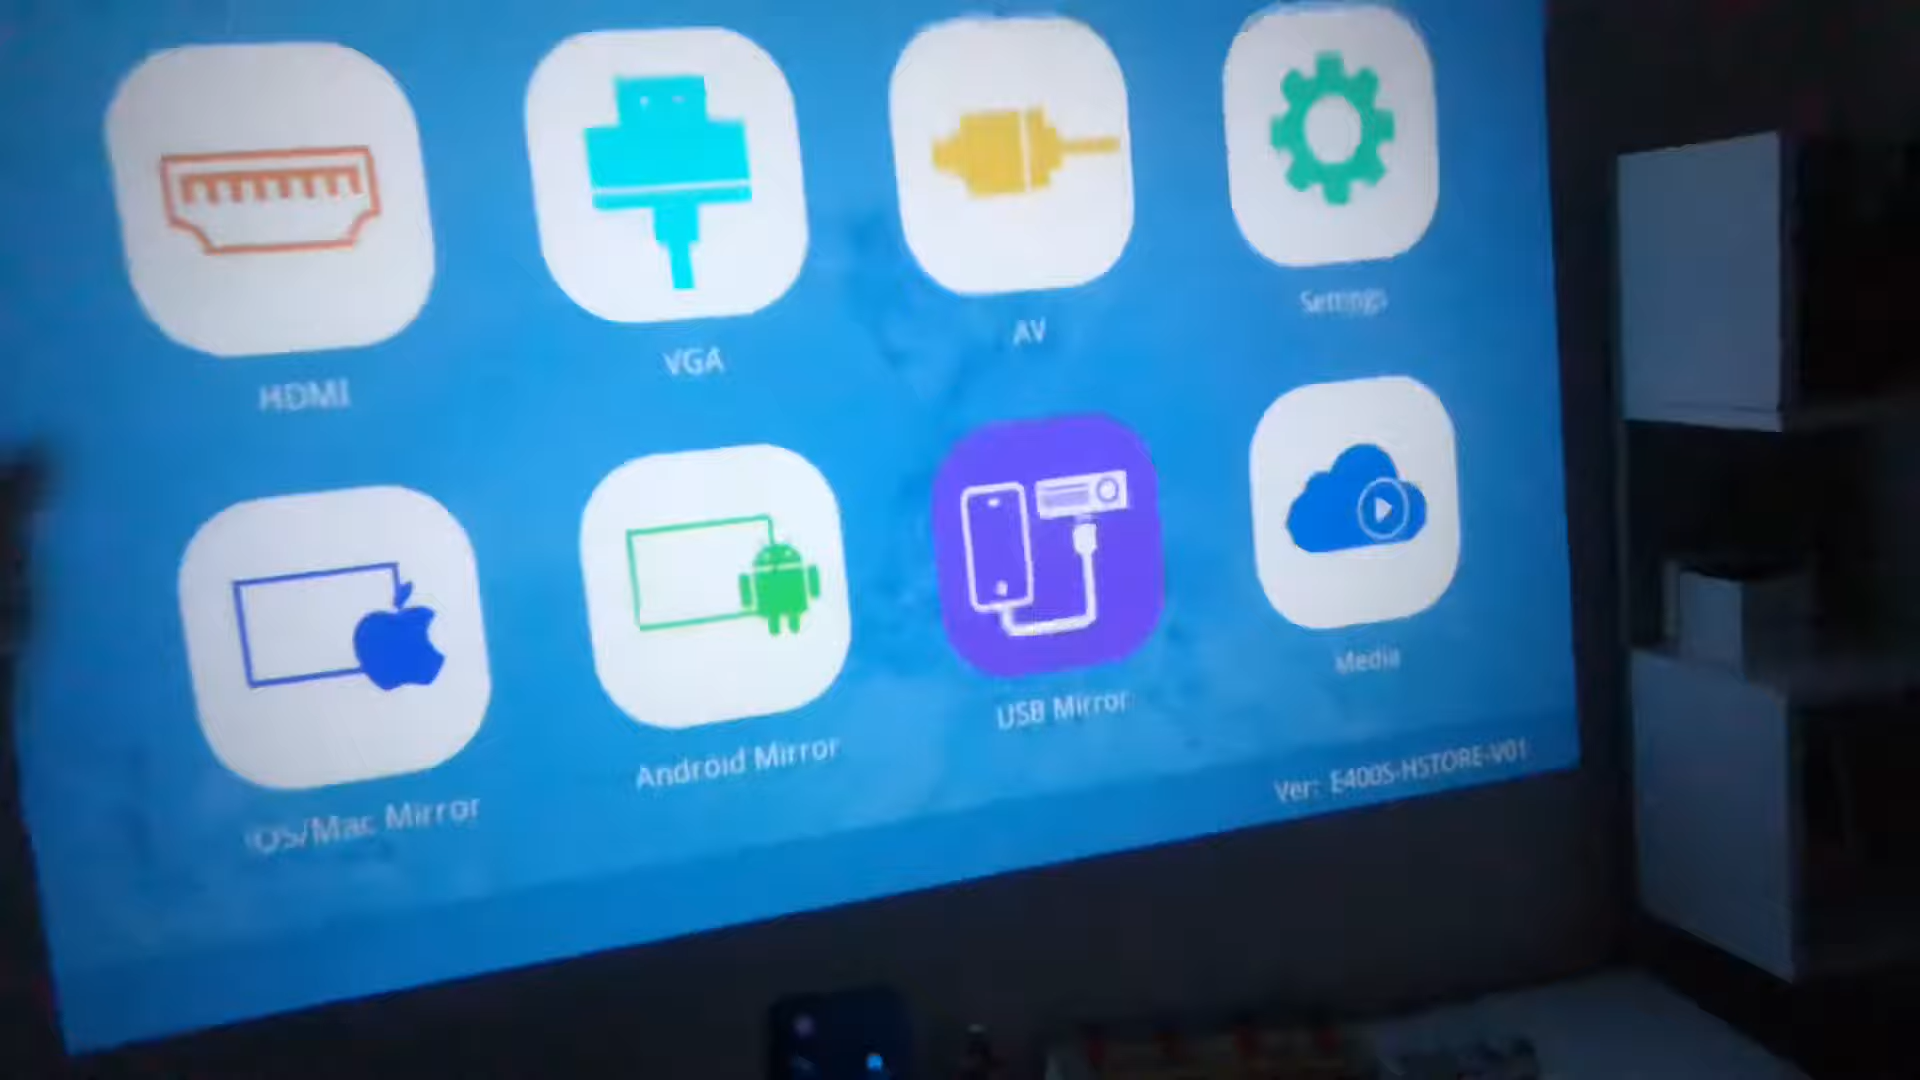 HDMI
VGA
AV
Settings
iOS/Mac Mirror
Android Mirror
USB Mirror
Media
Ver: E400S-HSTORE-V01